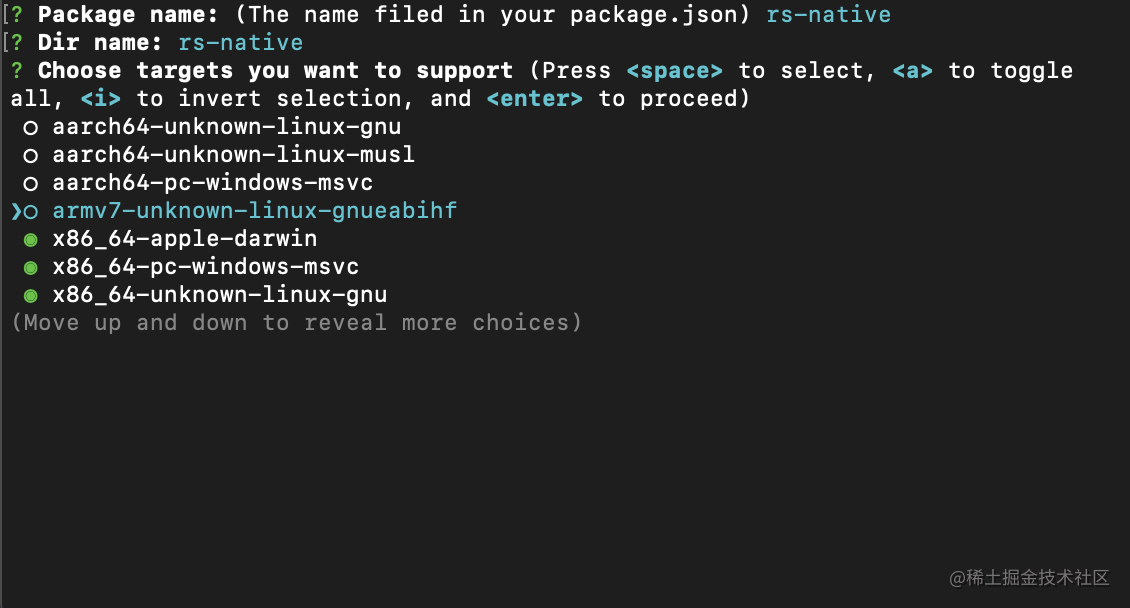 [? Package name: (The name filed in your package.json) rs-native
[? Dir name: rs-native
? Choose targets you want to support (Press <space> to select, <a> to toggle
all, <i> to invert selection, and <enter> to proceed)
◯ aarch64-unknown-linux-gnu
◯ aarch64-unknown-linux-musl
◯ aarch64-pc-windows-msvc
❯◯ armv7-unknown-linux-gnueabihf
◉ x86_64-apple-darwin
◉ x86_64-pc-windows-msvc
◉ x86_64-unknown-linux-gnu
(Move up and down to reveal more choices)
@稀土掘金技术社区